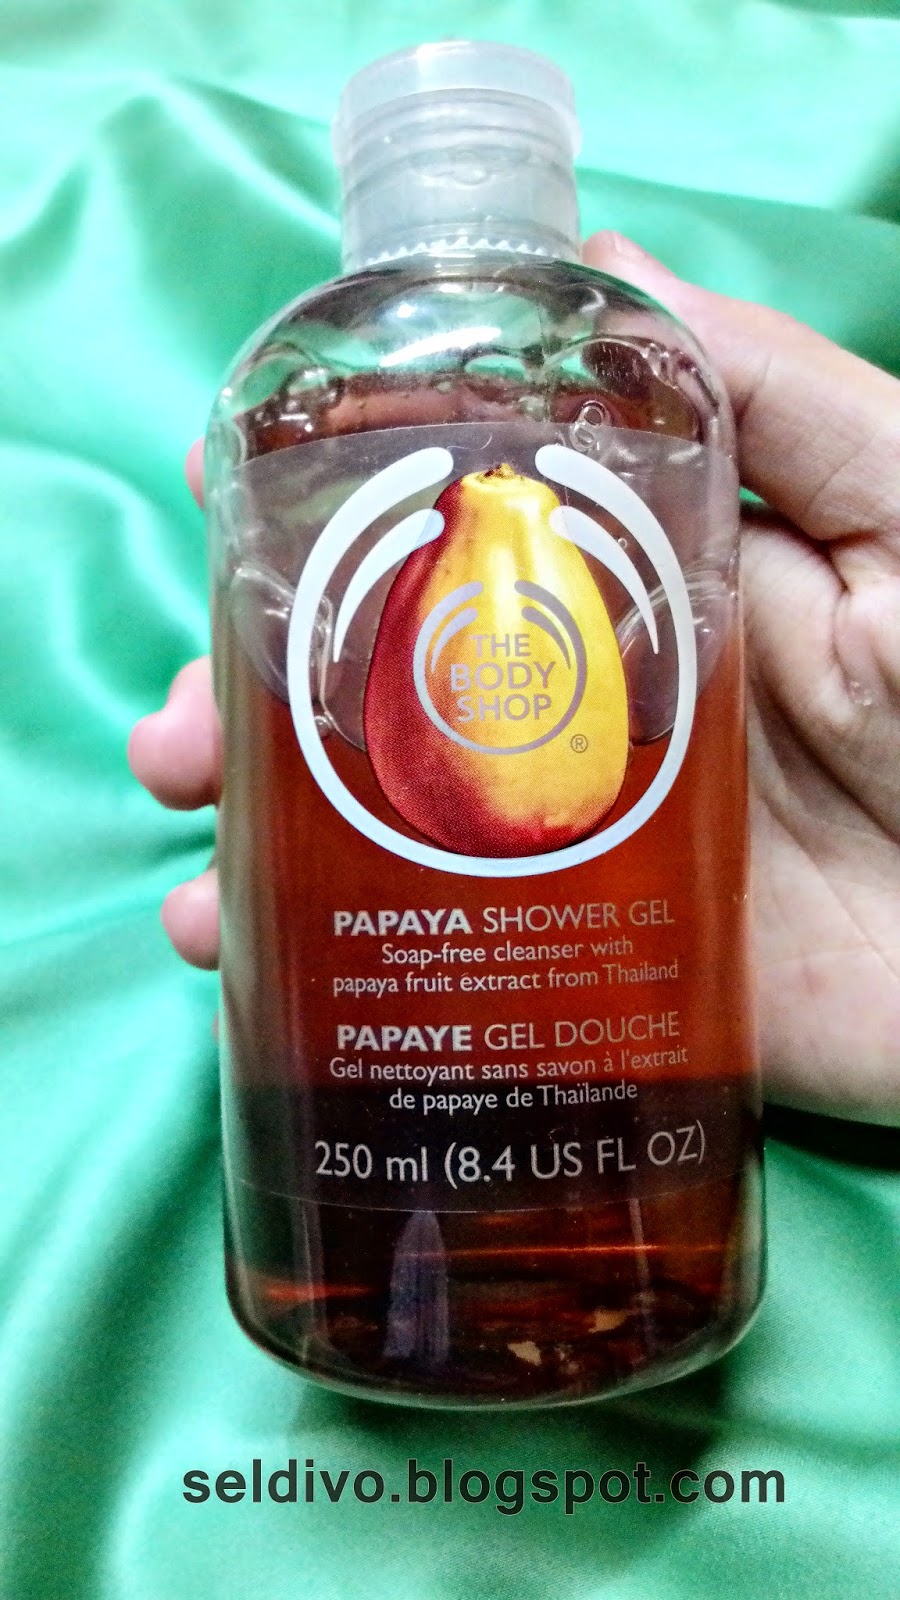 THE
BODY
SHOP
®
PAPAYA SHOWER GEL
Soap-free cleanser with
papaya fruit extract from Thailand
PAPAYE GEL DOUCHE
Gel nettoyant sans savon à l'extrait
de papaye de Thaïlande
250 ml (8.4 US FL OZ)
seldivo.blogspot.com